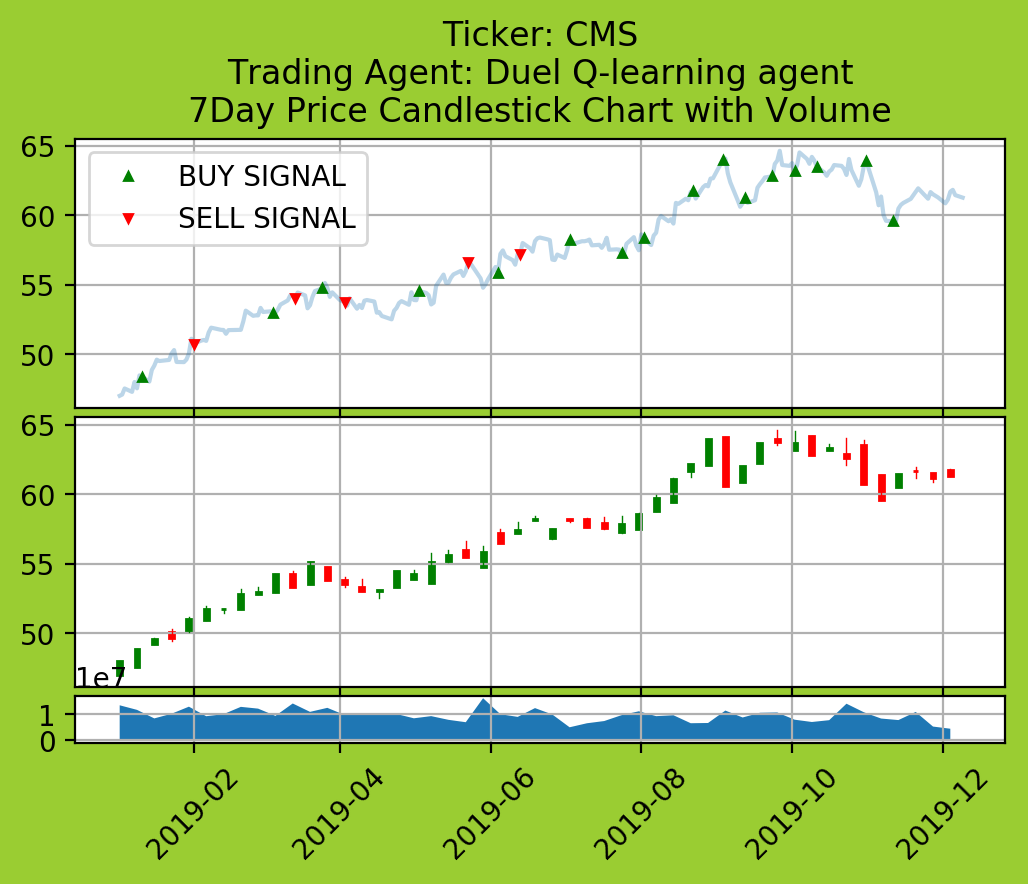 Ticker: CMS
Trading Agent: Duel Q-learning agent
7Day Price Candlestick Chart with Volume
65
60
55
50
BUY SIGNAL
SELL SIGNAL
65
60
55
50
1e7
1
0
2019-02
2019-04
2019-06
2019-08
2019-10
2019-12